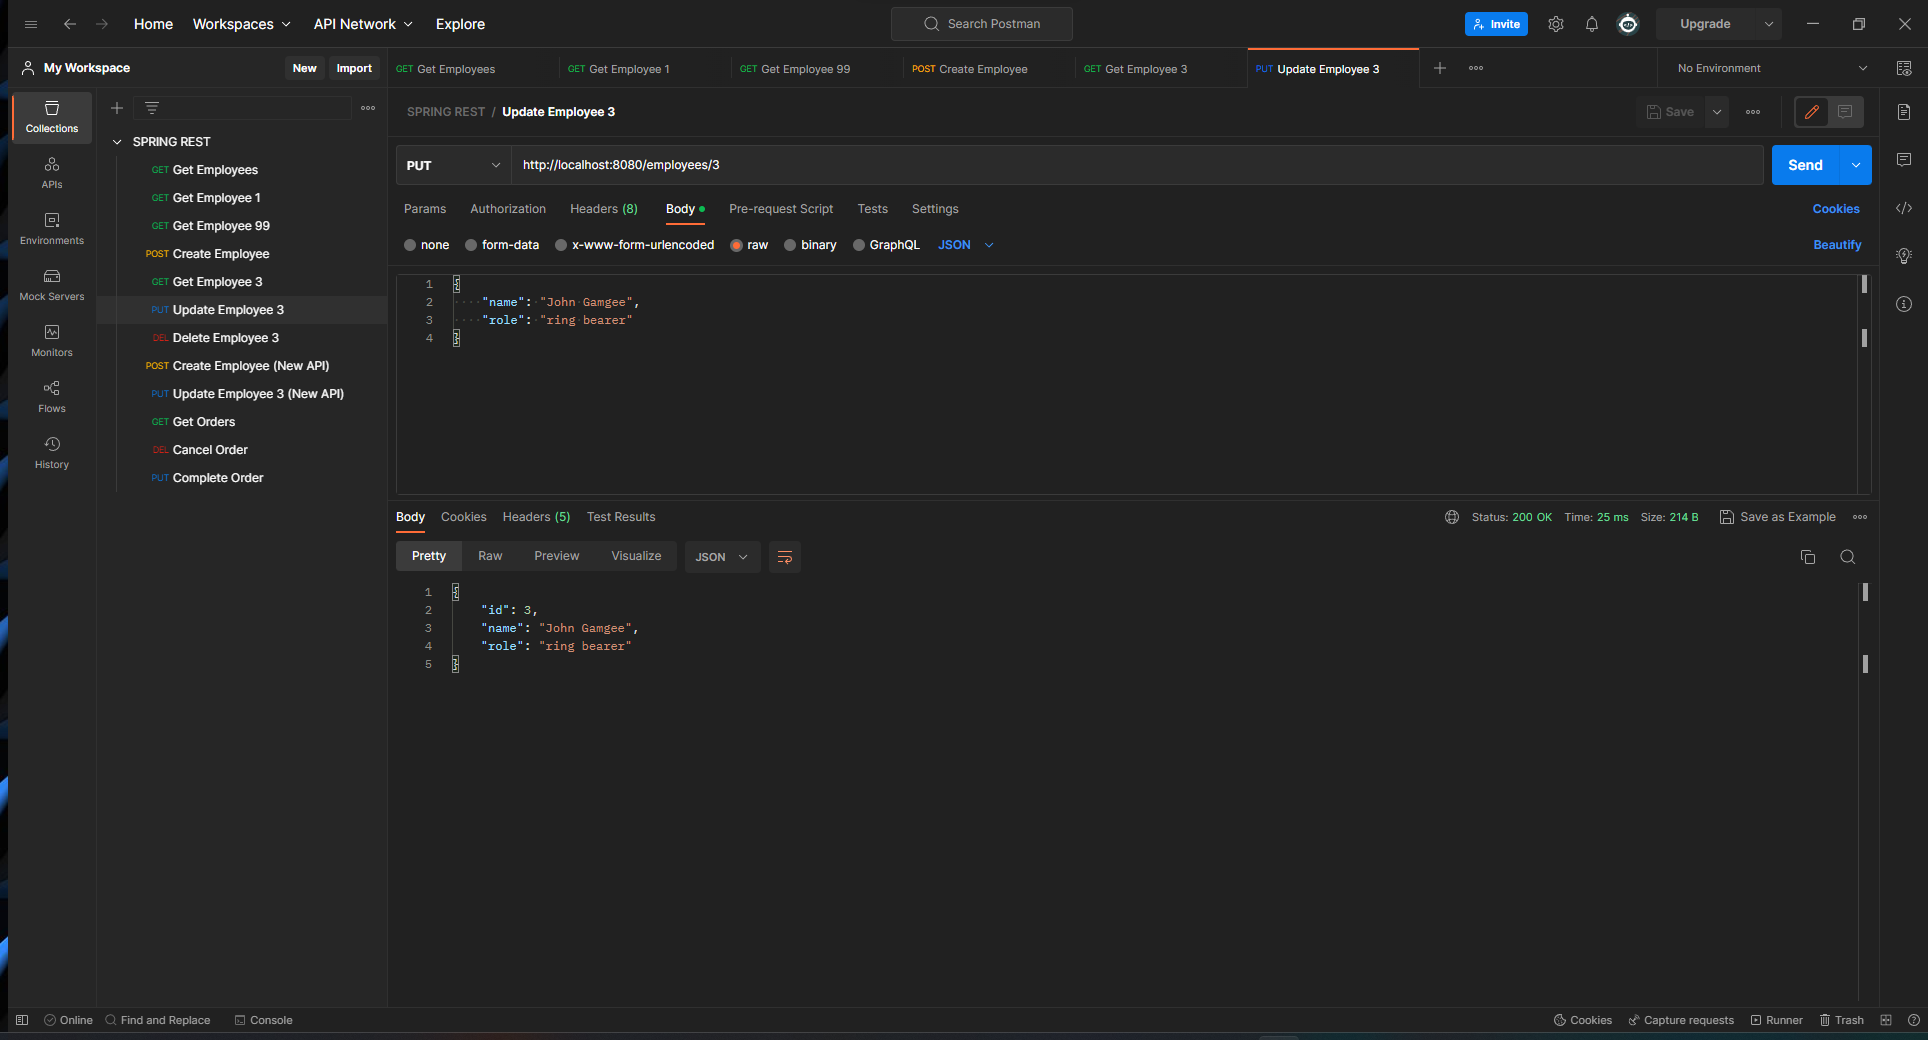 Home Workspaces API Network Explore Search Postman Invite Upgrade
My Workspace New Import GET Get Employees GET Get Employee 1 GET Get Employee 99 POST Create Employee GET Get Employee 3 PUT Update Employee 3 No Environment
Collections
APIs
Environments
Mock Servers
Monitors
Flows
History
SPRING REST
GET Get Employees
GET Get Employee 1
GET Get Employee 99
POST Create Employee
GET Get Employee 3
PUT Update Employee 3
DEL Delete Employee 3
POST Create Employee (New API)
PUT Update Employee 3 (New API)
GET Get Orders
DEL Cancel Order
PUT Complete Order
SPRING REST / Update Employee 3 Save
PUT http://localhost:8080/employees/3 Send
Params Authorization Headers (8) Body Pre-request Script Tests Settings Cookies
none form-data x-www-form-urlencoded raw binary GraphQL JSON Beautify
1 {
2 "name": "John Gamgee",
3 "role": "ring bearer"
4 }
Body Cookies Headers (5) Test Results Status: 200 OK Time: 25 ms Size: 214 B Save as Example
Pretty Raw Preview Visualize JSON
1 {
2 "id": 3,
3 "name": "John Gamgee",
4 "role": "ring bearer"
5 }
Online Find and Replace Console Cookies Capture requests Runner Trash